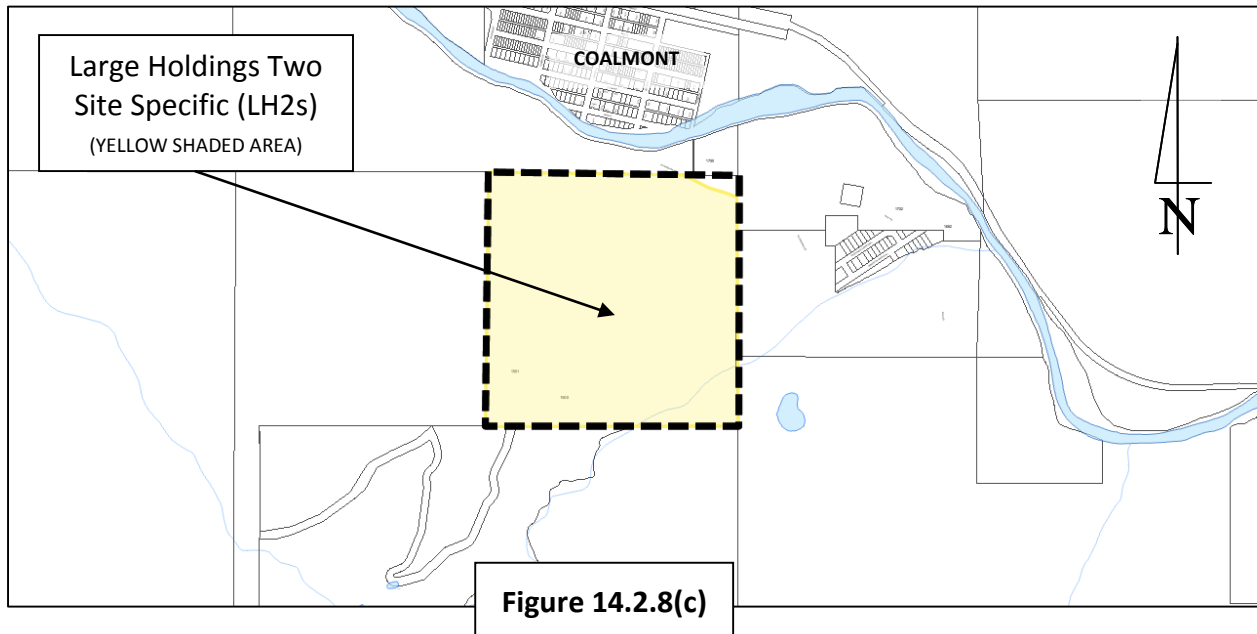 COALMONT
Large Holdings Two
Site Specific (LH2s)
(YELLOW SHADED AREA)
N
Figure 14.2.8(c)